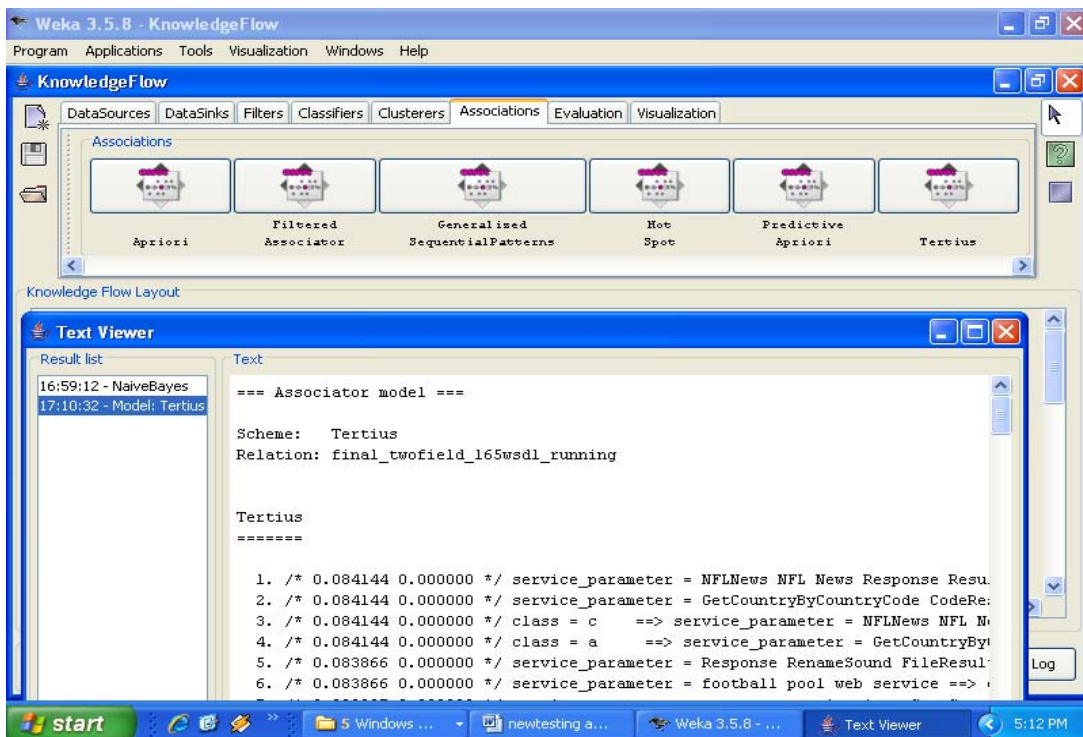 Weka 3.5.8 - KnowledgeFlow
Program Applications Tools Visualization Windows Help
KnowledgeFlow
DataSources DataSinks Filters Classifiers Clusterers Associations Evaluation Visualization
Associations
Apriori
Filtered
Associator
Generalized
SequentialPatterns
Hot
Spot
Predictive
Apriori
Tertius
Knowledge Flow Layout
Text Viewer
Result list
16:59:12 - NaiveBayes
17:10:32 - Model: Tertius
Text
=== Associator model ===
Scheme: Tertius
Relation: final_twofield_165wsdl_running
Tertius
=======
1. /* 0.084144 0.000000 */ service_parameter = NFLNews NFL News Response Resu
2. /* 0.084144 0.000000 */ service_parameter = GetCountryByCountryCode CodeRe
3. /* 0.084144 0.000000 */ class = c ==> service_parameter = NFLNews NFL N
4. /* 0.084144 0.000000 */ class = a ==> service_parameter = GetCountryBy
5. /* 0.083866 0.000000 */ service_parameter = Response RenameSound FileResul
6. /* 0.083866 0.000000 */ service_parameter = football pool web service ==>
Log
start
5 Windows ...
newtesting a...
Weka 3.5.8 - ...
Text Viewer
5:12 PM